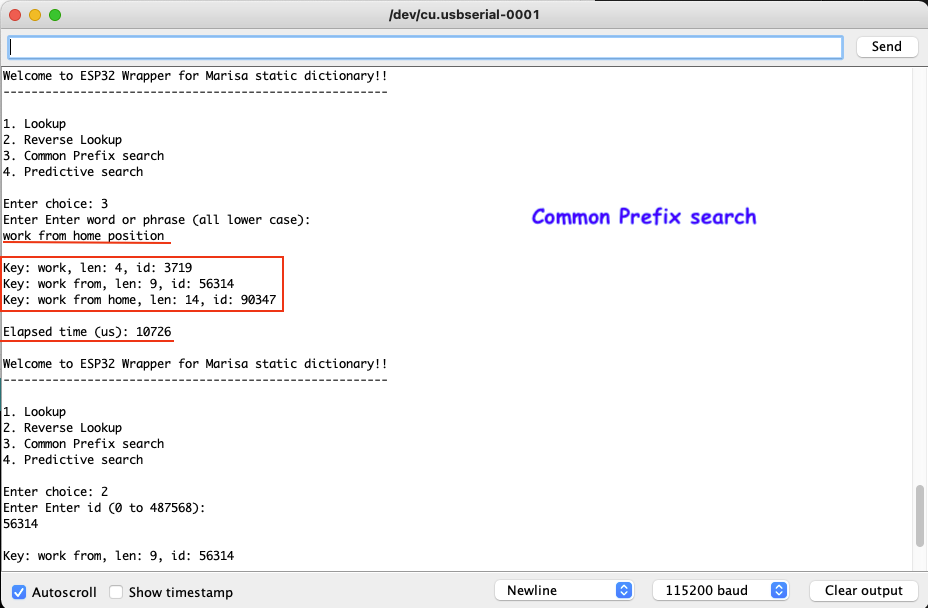 /dev/cu.usbserial-0001
Send
Welcome to ESP32 Wrapper for Marisa static dictionary!!
-------------------------------------------------------
1. Lookup
2. Reverse Lookup
3. Common Prefix search
4. Predictive search
Enter choice: 3
Common Prefix search
Enter Enter word or phrase (all lower case):
work from home position
Key: work, len: 4, id: 3719
Key: work from, len: 9, id: 56314
Key: work from home, len: 14, id: 90347
Elapsed time (us): 10726
Welcome to ESP32 Wrapper for Marisa static dictionary!!
-------------------------------------------------------
1. Lookup
2. Reverse Lookup
3. Common Prefix search
4. Predictive search
Enter choice: 2
Enter Enter id (0 to 487568):
56314
Key: work from, len: 9, id: 56314
Autoscroll Show timestamp Newline 115200 baud Clear output